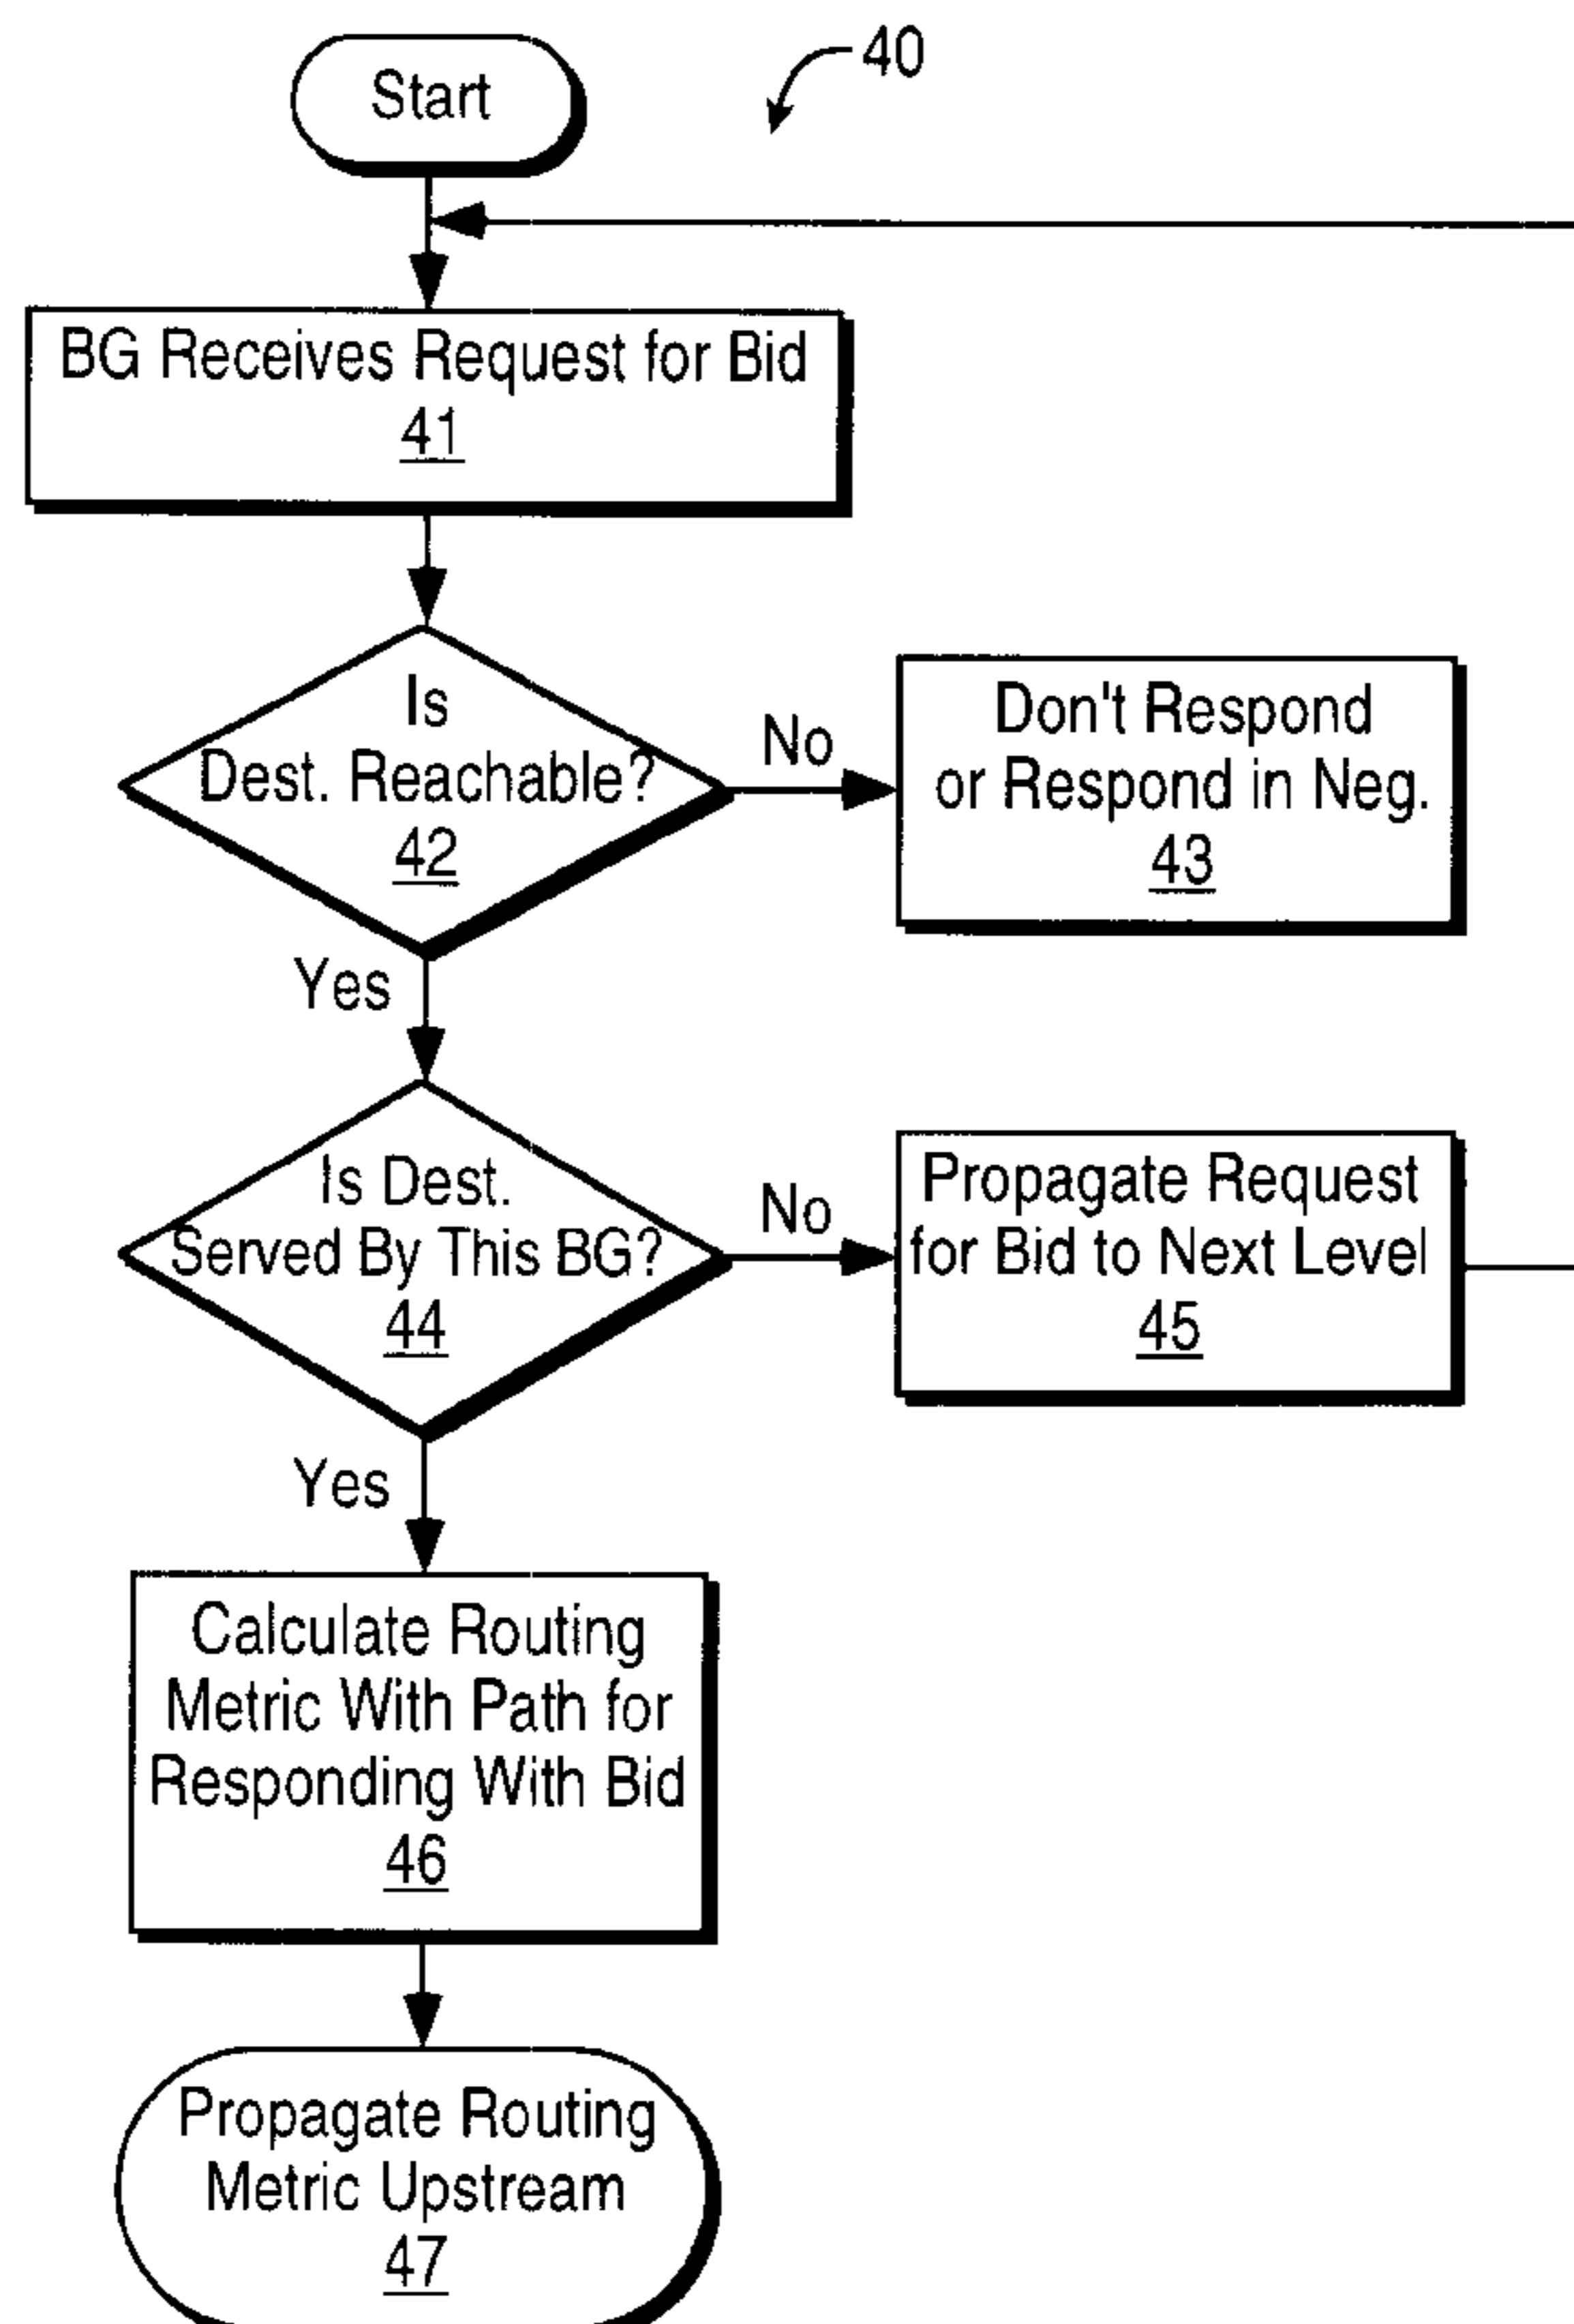 Start
40
BG Receives Request for Bid
41
Is
Dest. Reachable?
42
No
Don't Respond
or Respond in Neg.
43
Yes
Is Dest.
Served By This BG?
44
No
Propagate Request
for Bid to Next Level
45
Yes
Calculate Routing
Metric With Path for
Responding With Bid
46
Propagate Routing
Metric Upstream
47